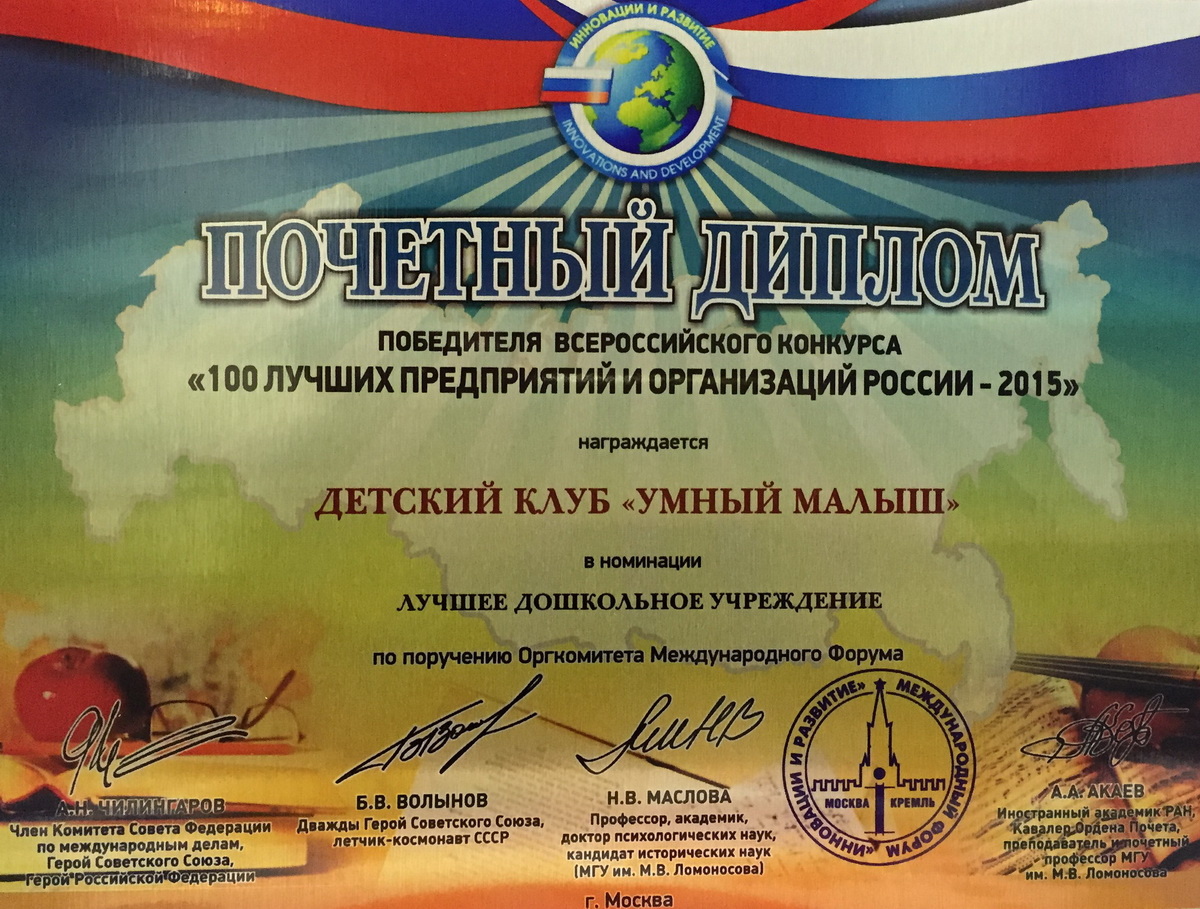 ИННОВАЦИИ И РАЗВИТИЕ
INNOVATIONS AND DEVELOPMENT
ПОЧЕТНЫЙ ДИПЛОМ
ПОБЕДИТЕЛЯ ВСЕРОССИЙСКОГО КОНКУРСА
«100 ЛУЧШИХ ПРЕДПРИЯТИЙ И ОРГАНИЗАЦИЙ РОССИИ – 2015»
награждается
ДЕТСКИЙ КЛУБ «УМНЫЙ МАЛЫШ»
в номинации
ЛУЧШЕЕ ДОШКОЛЬНОЕ УЧРЕЖДЕНИЕ
по поручению Оргкомитета Международного Форума
А.Н. ЧИЛИНГАРОВ
Член Комитета Совета Федерации
по международным делам,
Герой Советского Союза,
Герой Российской Федерации
Б.В. ВОЛЫНОВ
Дважды Герой Советского Союза,
летчик-космонавт СССР
Н.В. МАСЛОВА
Профессор, академик,
доктор психологических наук,
кандидат исторических наук
(МГУ им. М.В. Ломоносова)
МЕЖДУНАРОДНЫЙ ФОРУМ «ИННОВАЦИИ И РАЗВИТИЕ»
МОСКВА КРЕМЛЬ
А.А. АКАЕВ
Иностранный академик РАН,
Кавалер Ордена Почета,
преподаватель и почетный
профессор МГУ
им. М.В. Ломоносова
г. Москва